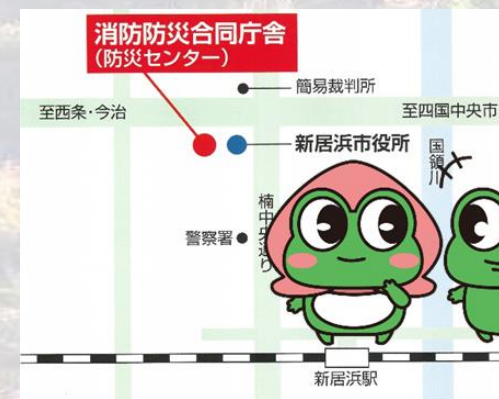 消防防災合同庁舎
（防災センター）
簡易裁判所
至西条・今治
至四国中央市
新居浜市役所
国領川
楠中央通り
警察署
新居浜駅